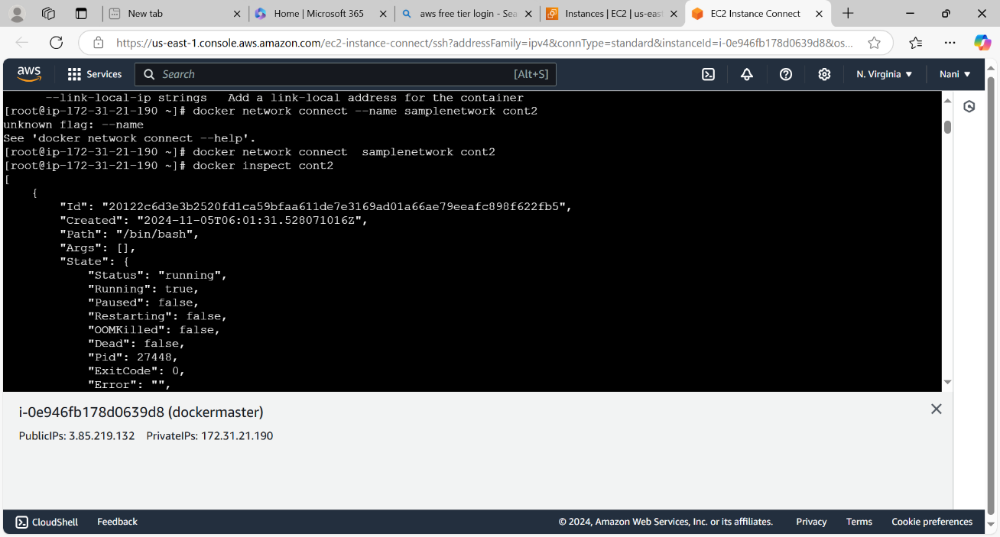 New tab
Home | Microsoft 365
aws free tier login - Sea
Instances | EC2 | us-eas
EC2 Instance Connect
https://us-east-1.console.aws.amazon.com/ec2-instance-connect/ssh?addressFamily=ipv4&connType=standard&instanceId=i-0e946fb178d0639d8&os...
aws
Services
Search
[Alt+S]
N. Virginia
Nani
--link-local-ip strings   Add a link-local address for the container
[root@ip-172-31-21-190 ~]# docker network connect --name samplenetwork cont2
unknown flag: --name
See 'docker network connect --help'.
[root@ip-172-31-21-190 ~]# docker network connect  samplenetwork cont2
[root@ip-172-31-21-190 ~]# docker inspect cont2
[
{
"Id": "20122c6d3e3b2520fd1ca59bfaa611de7e3169ad01a66ae79eeafc898f622fb5",
"Created": "2024-11-05T06:01:31.528071016Z",
"Path": "/bin/bash",
"Args": [],
"State": {
"Status": "running",
"Running": true,
"Paused": false,
"Restarting": false,
"OOMKilled": false,
"Dead": false,
"Pid": 27448,
"ExitCode": 0,
"Error": "",
i-0e946fb178d0639d8 (dockermaster)
PublicIPs: 3.85.219.132 PrivateIPs: 172.31.21.190
CloudShell
Feedback
© 2024, Amazon Web Services, Inc. or its affiliates.
Privacy
Terms
Cookie preferences